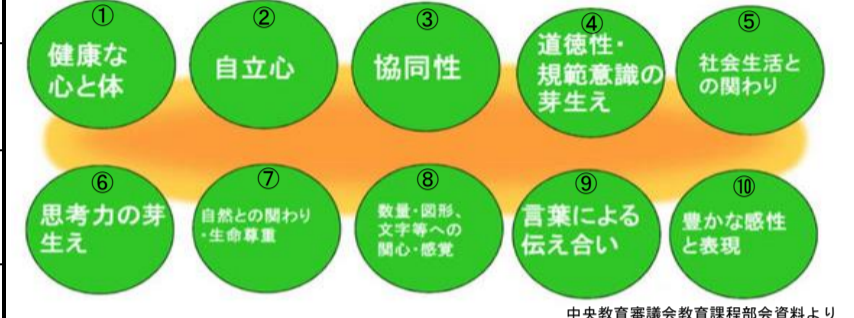 ①
健康な
心と体
②
自立心
③
協同性
④
道徳性・
規範意識の
芽生え
⑤
社会生活と
の関わり
⑥
思考力の芽
生え
⑦
自然との関わり
・生命尊重
⑧
数量・図形、
文字等への
関心・感覚
⑨
言葉による
伝え合い
⑩
豊かな感性
と表現
中央教育審議会教育課程部会資料より